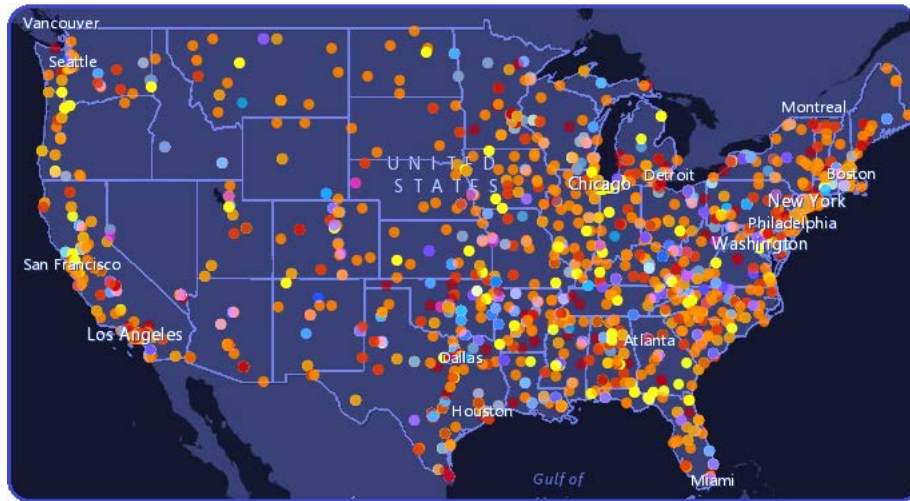 Vancouver
Seattle
Montreal
UNITED
STATES
Chicago
Detroit
Boston
New York
Philadelphia
Washington
San Francisco
Los Angeles
Atlanta
Dallas
Houston
Gulf of
Miami